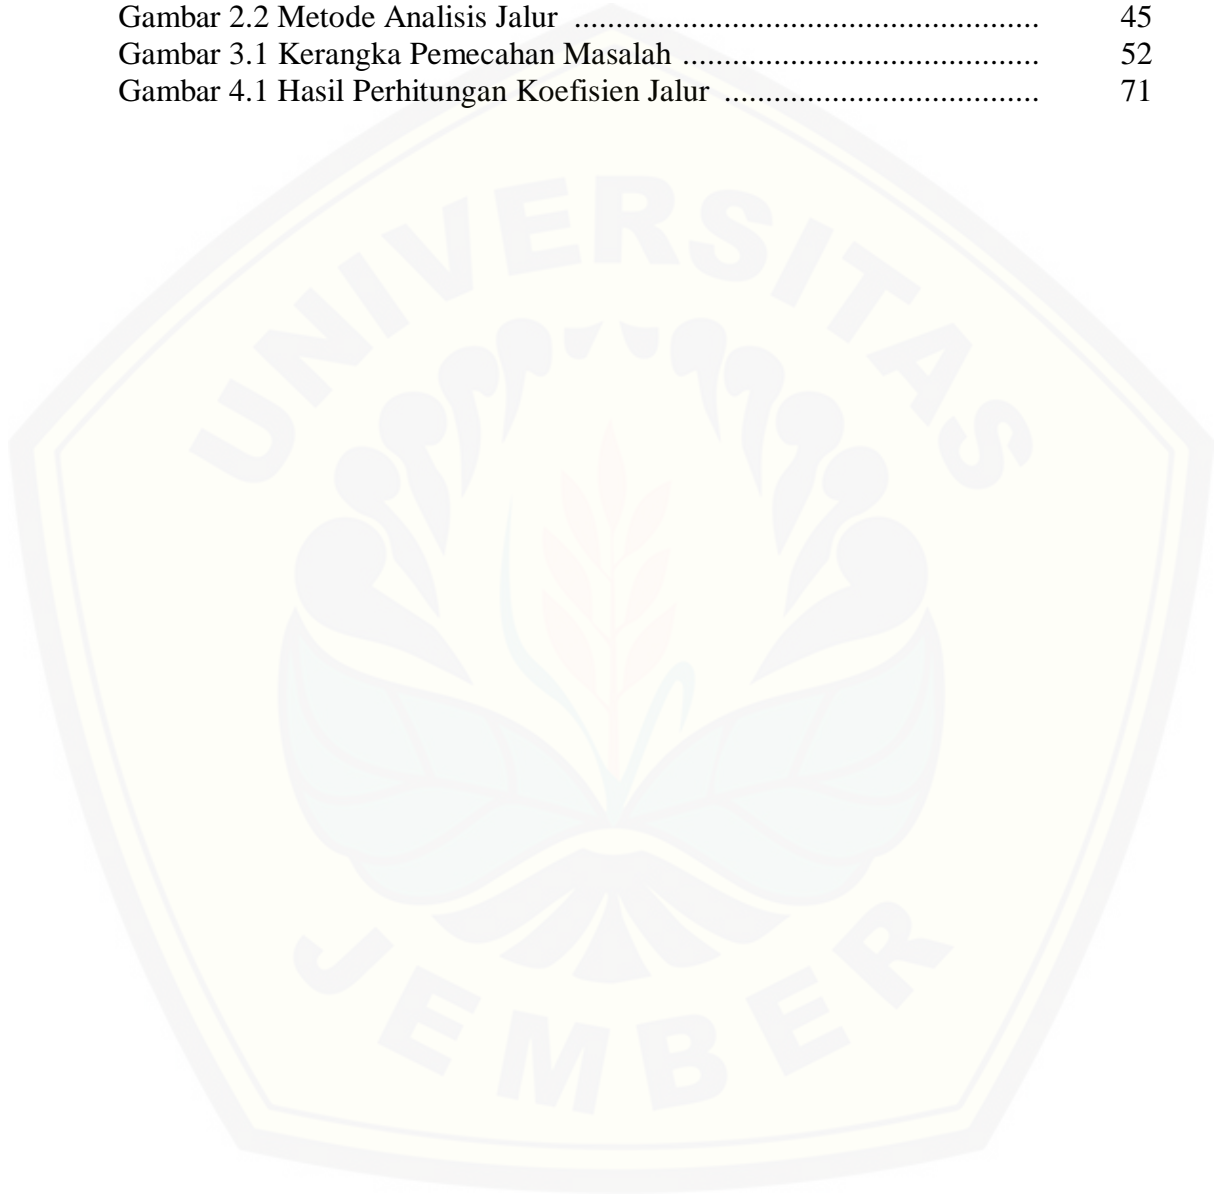 Gambar 2.2 Metode Analisis Jalur ........................................................ 45
Gambar 3.1 Kerangka Pemecahan Masalah ........................................... 52
Gambar 4.1 Hasil Perhitungan Koefisien Jalur ...................................... 71
UNIVERSITAS
JEMBER